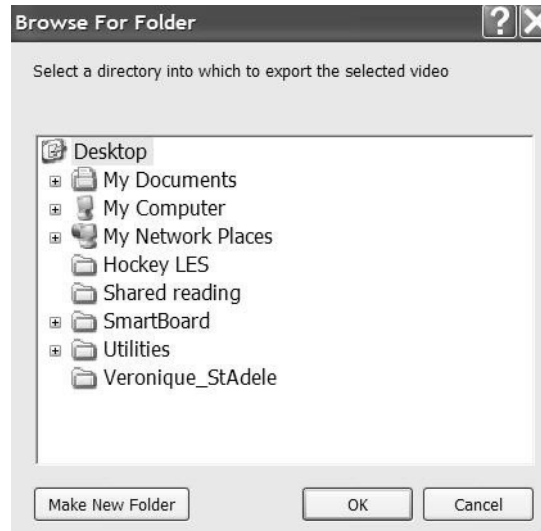 Browse For Folder
Select a directory into which to export the selected video
Desktop
My Documents
My Computer
My Network Places
Hockey LES
Shared reading
SmartBoard
Utilities
Veronique_StAdele
Make New Folder OK Cancel